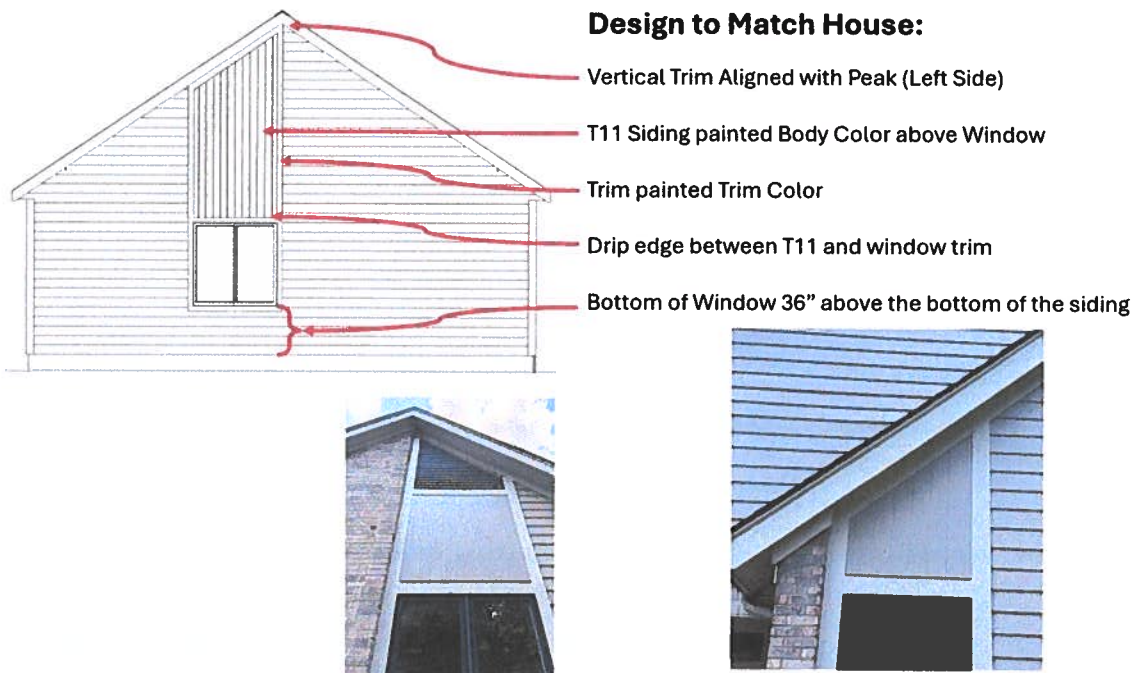 Design to Match House:
Vertical Trim Aligned with Peak (Left Side)
T11 Siding painted Body Color above Window
Trim painted Trim Color
Drip edge between T11 and window trim
Bottom of Window 36” above the bottom of the siding